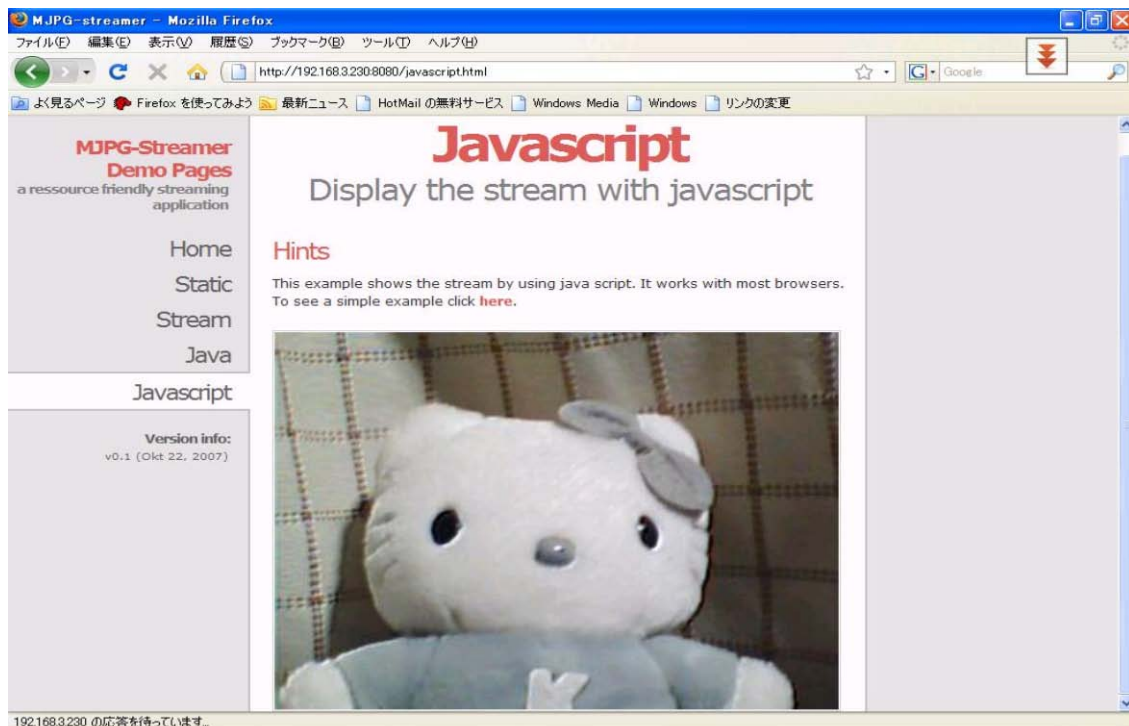 MJPG-streamer - Mozilla Firefox
ファイル(F) 編集(E) 表示(V) 履歴(S) ブックマーク(B) ツール(T) ヘルプ(H)
http://192.168.3.230:8080/javascript.html
G Google
よく見るページ Firefox を使ってみよう 最新ニュース HotMail の無料サービス Windows Media Windows リンクの変更
MJPG-Streamer
Demo Pages
a ressource friendly streaming
application
Home
Static
Stream
Java
Javascript
Version info:
v0.1 (Okt 22, 2007)
Javascript
Display the stream with javascript
Hints
This example shows the stream by using java script. It works with most browsers.
To see a simple example click here.
K
192.168.3.230 の応答を待っています...